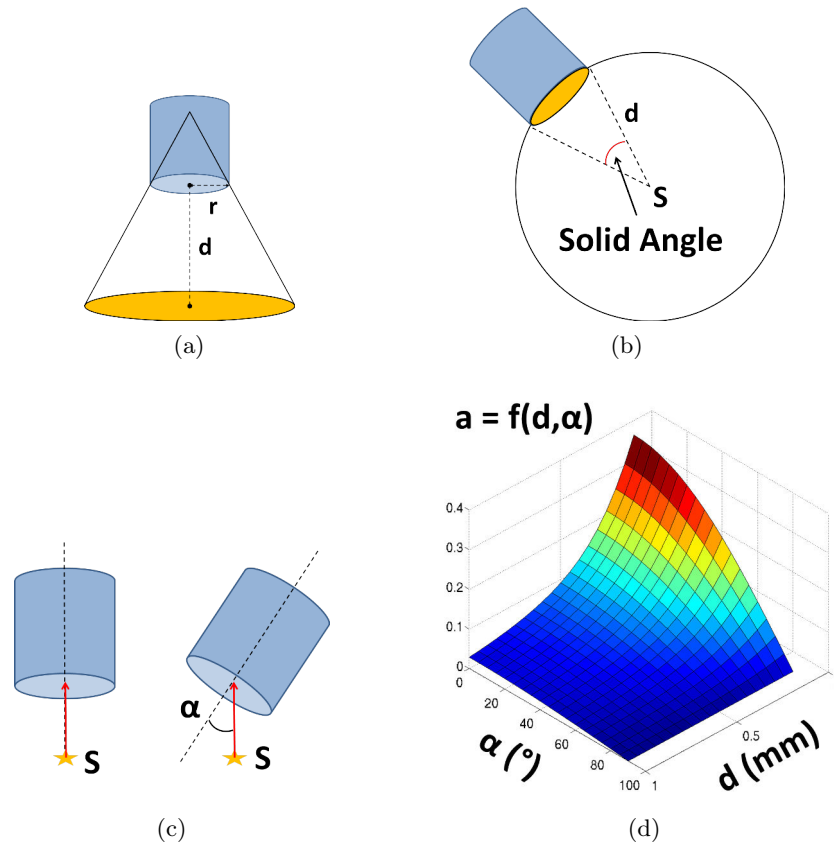 r
d
(a)
d
S
Solid Angle
(b)
α
S
S
(c)
a = f(d,α)
0.4
0.3
0.2
0.1
0
0
20
40
60
80
100
α (°)
1
0.5
d (mm)
(d)